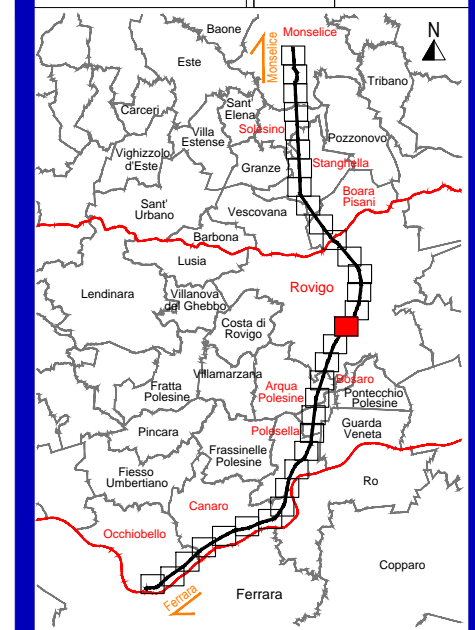 Baone
Monselice
N
Monselice
Este
Tribano
Carceri
Sant'
Elena
Solesino
Villa
Estense
Pozzonovo
Vighizzolo
d'Este
Granze
Stanghella
Boara
Pisani
Sant'
Urbano
Vescovana
Barbona
Lusia
Rovigo
Lendinara
Villanova
del Ghebbo
Costa di
Rovigo
Villamarzana
Bosaro
Fratta
Polesine
Arqua
Polesine
Pontecchio
Polesine
Pincara
Polesella
Guarda
Veneta
Frassinelle
Polesine
Fiesso
Umbertiano
Ro
Canaro
Occhiobello
Copparo
Ferrara
Ferrara